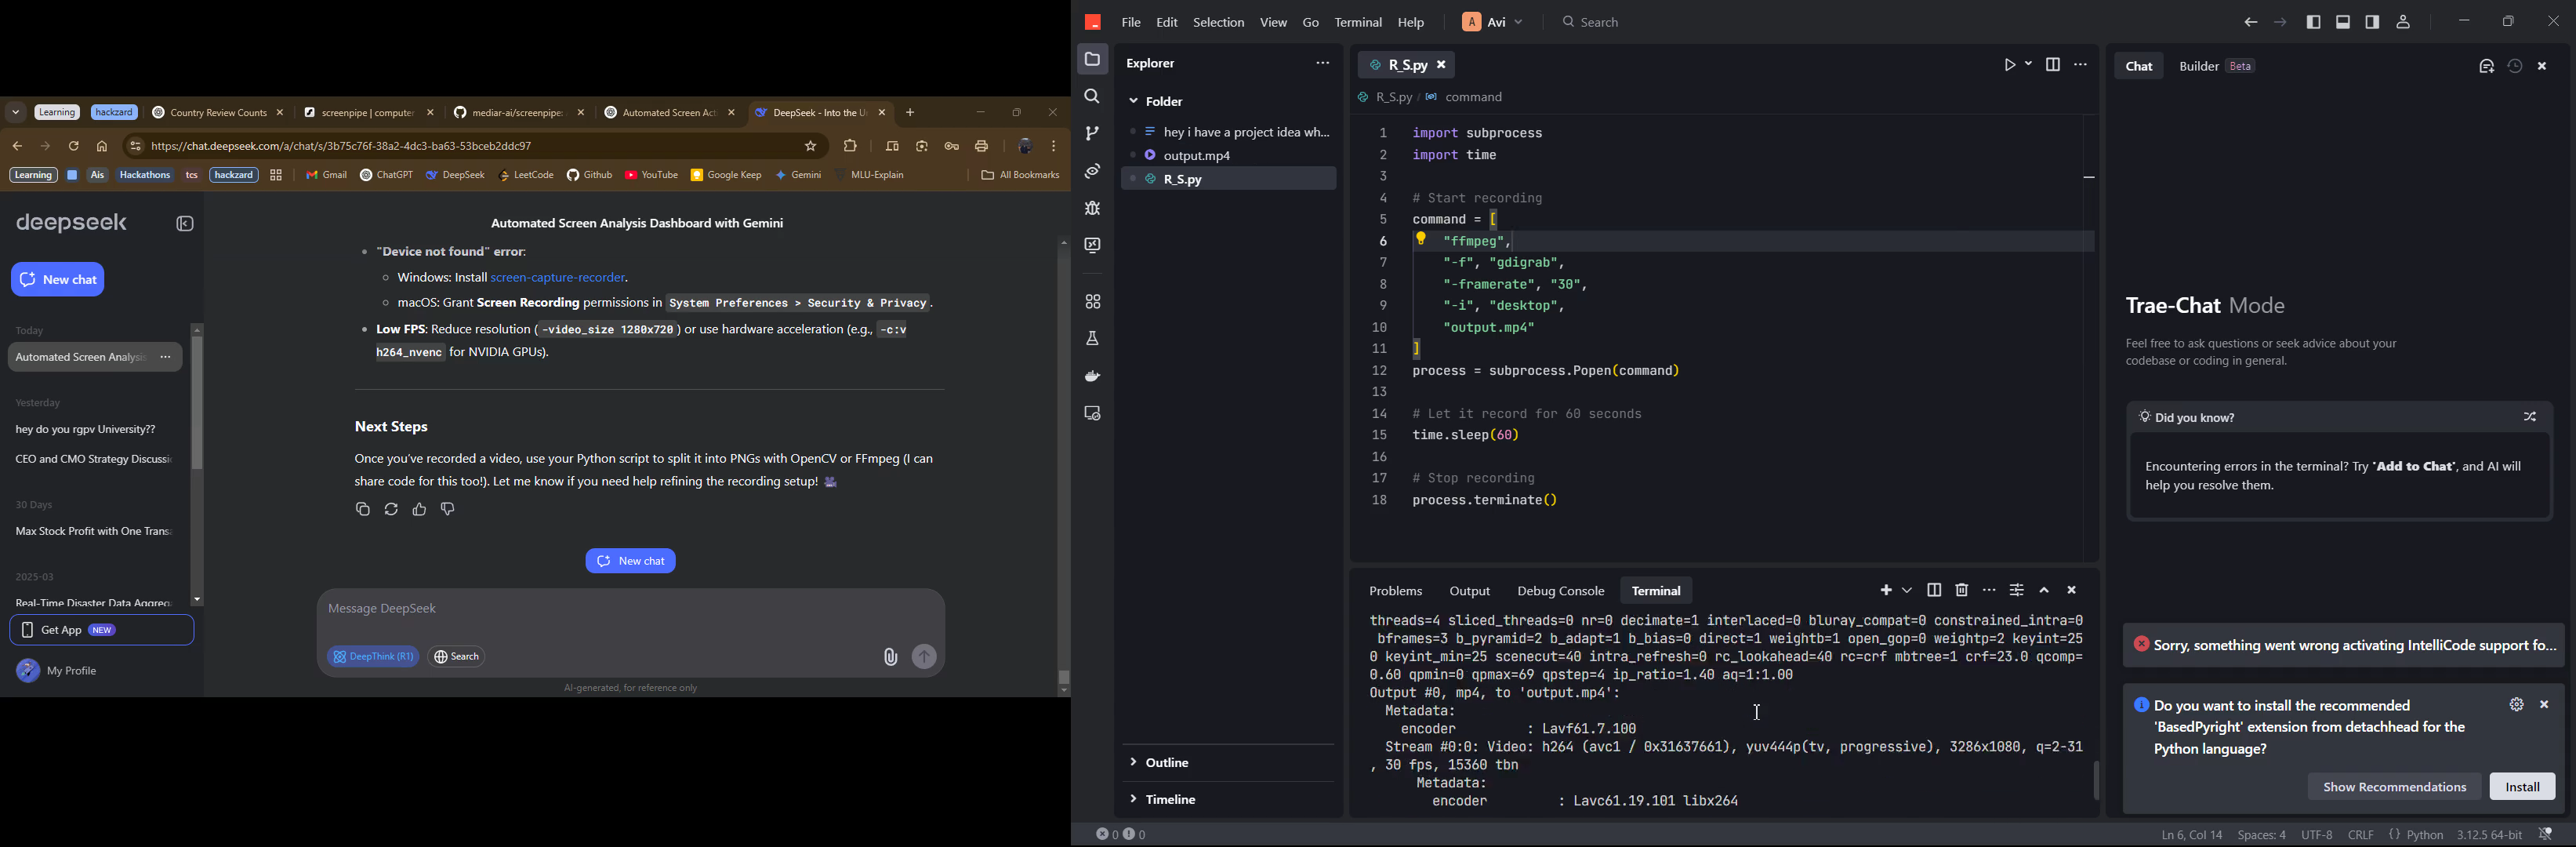 Learning
hackzard
Country Review Counts
screenpipe | computer
mediar-ai/screenpipe:
Automated Screen Act
DeepSeek - Into the U
https://chat.deepseek.com/a/chat/s/3b75c76f-38a2-4dc3-ba63-53bceb2ddc97
Learning
Ais
Hackathons
tcs
hackzard
Gmail
ChatGPT
DeepSeek
LeetCode
Github
YouTube
Google Keep
Gemini
MLU-Explain
All Bookmarks
deepseek
New chat
Today
Automated Screen Analysis
Yesterday
hey do you rgpv University??
CEO and CMO Strategy Discussi
30 Days
Max Stock Profit with One Trans
2025-03
Real-Time Disaster Data Aggreg
Get App NEW
My Profile
Automated Screen Analysis Dashboard with Gemini
"Device not found" error:
Windows: Install screen-capture-recorder.
macOS: Grant Screen Recording permissions in System Preferences > Security & Privacy.
Low FPS: Reduce resolution (-video_size 1280x720) or use hardware acceleration (e.g., -c:v
h264_nvenc for NVIDIA GPUs).
Next Steps
Once you've recorded a video, use your Python script to split it into PNGs with OpenCV or FFmpeg (I can
share code for this too!). Let me know if you need help refining the recording setup! 🎥
New chat
Message DeepSeek
DeepThink (R1)
Search
AI-generated, for reference only
File Edit Selection View Go Terminal Help
A Avi
Search
Explorer
Folder
hey i have a project idea wh...
output.mp4
R_S.py
Outline
Timeline
R_S.py
R_S.py / command
1 import subprocess
2 import time
3
4 # Start recording
5 command = [
6 "ffmpeg",
7 "-f", "gdigrab",
8 "-framerate", "30",
9 "-i", "desktop",
10 "output.mp4"
11 ]
12 process = subprocess.Popen(command)
13
14 # Let it record for 60 seconds
15 time.sleep(60)
16
17 # Stop recording
18 process.terminate()
Problems Output Debug Console Terminal
threads=4 sliced_threads=0 nr=0 decimate=1 interlaced=0 bluray_compat=0 constrained_intra=0
bframes=3 b_pyramid=2 b_adapt=1 b_bias=0 direct=1 weightb=1 open_gop=0 weightp=2 keyint=25
0 keyint_min=25 scenecut=40 intra_refresh=0 rc_lookahead=40 rc=crf mbtree=1 crf=23.0 qcomp=
0.60 qpmin=0 qpmax=69 qpstep=4 ip_ratio=1.40 aq=1:1.00
Output #0, mp4, to 'output.mp4':
Metadata:
encoder : Lavf61.7.100
Stream #0:0: Video: h264 (avc1 / 0x31637661), yuv444p(tv, progressive), 3286x1080, q=2-31
, 30 fps, 15360 tbn
Metadata:
encoder : Lavc61.19.101 libx264
Chat
Builder Beta
Trae-Chat Mode
Feel free to ask questions or seek advice about your
codebase or coding in general.
Did you know?
Encountering errors in the terminal? Try "Add to Chat", and AI will
help you resolve them.
Sorry, something went wrong activating IntelliCode support fo...
Do you want to install the recommended
'BasedPyright' extension from detachhead for the
Python language?
Show Recommendations
Install
0 0
Ln 6, Col 14
Spaces: 4
UTF-8
CRLF
{} Python
3.12.5 64-bit